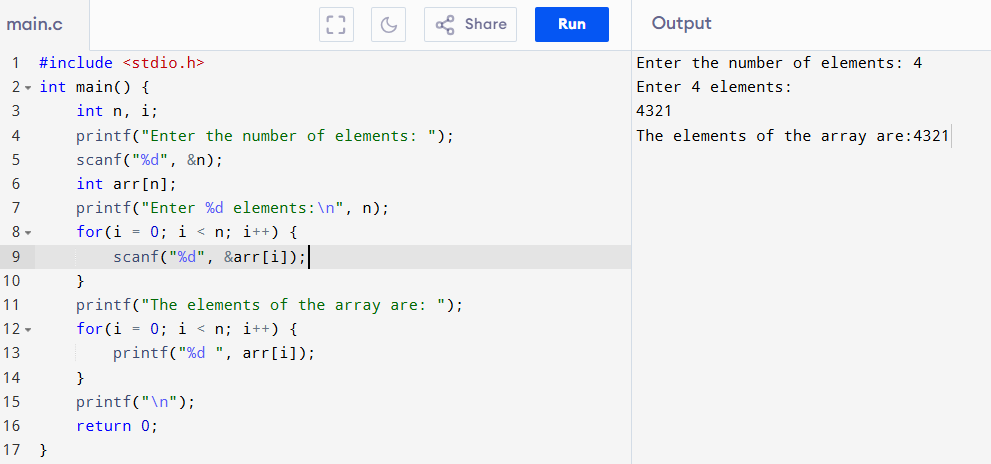 main.c
Share
Run
Output
1 #include <stdio.h>
2 int main() {
3     int n, i;
4     printf("Enter the number of elements: ");
5     scanf("%d", &n);
6     int arr[n];
7     printf("Enter %d elements:\n", n);
8     for(i = 0; i < n; i++) {
9         scanf("%d", &arr[i]);
10     }
11     printf("The elements of the array are: ");
12     for(i = 0; i < n; i++) {
13         printf("%d ", arr[i]);
14     }
15     printf("\n");
16     return 0;
17 }
Enter the number of elements: 4
Enter 4 elements:
4321
The elements of the array are:4321